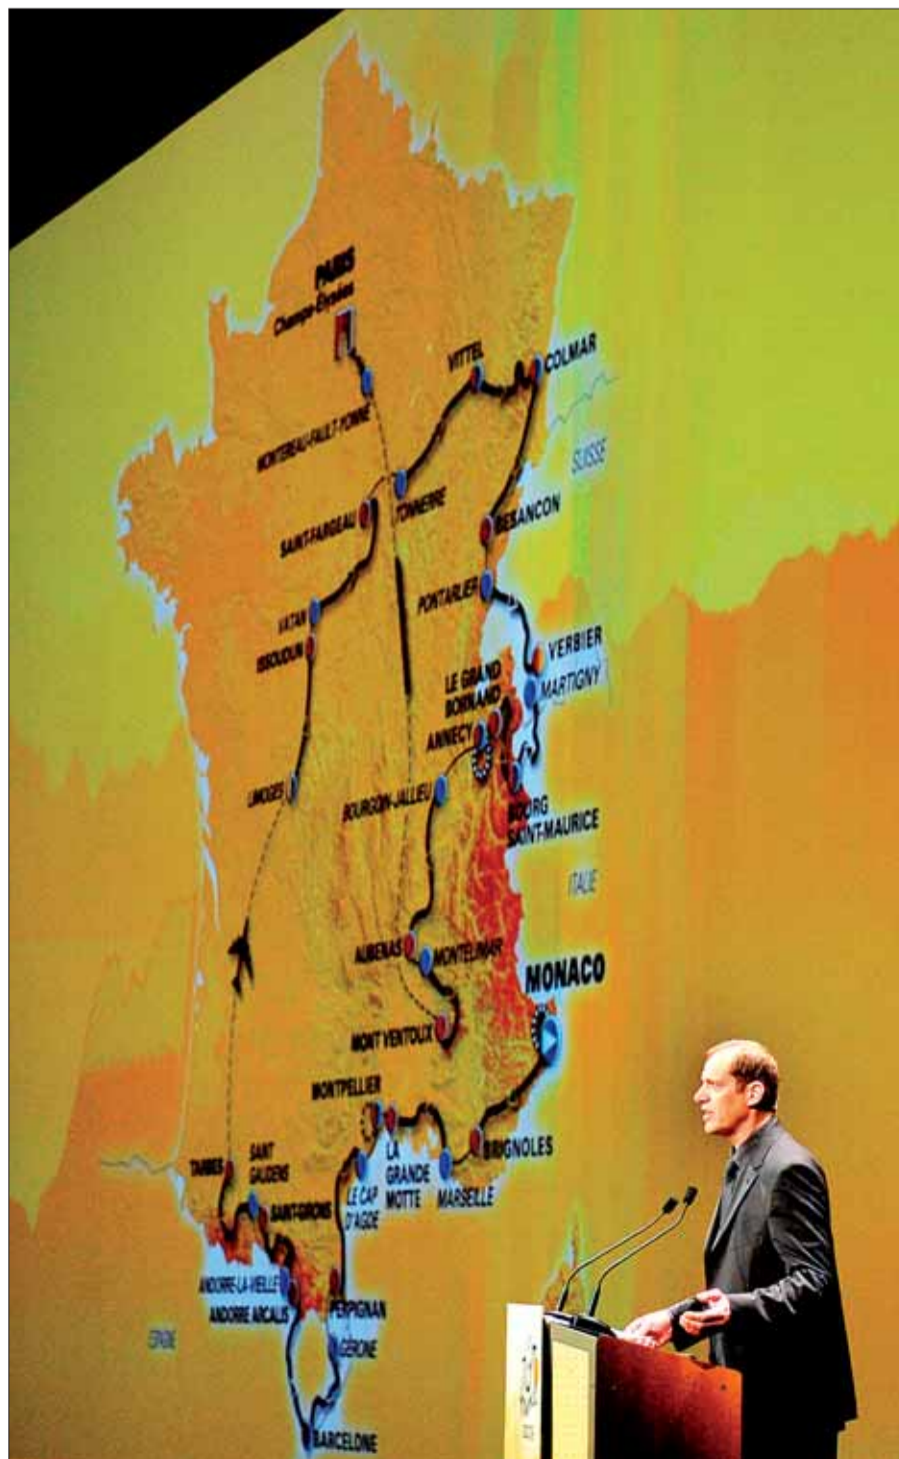 PARIS
Champs-Élysées
VITTEL
COLMAR
MONTEREAU-FAULT-YONNE
SUISSE
TONNERRE
SAINT-FARGEAU
BESANCON
PONTARLIER
VATAN
ISSOUDUN
VERBIER
LE GRAND
BORNAND
MARTIGNY
ANNECY
LIMOGES
BOURGOIN-JALLIEU
BOURG
SAINT-MAURICE
ITALIE
AUBENAS
MONTELIMAR
MONACO
MONT VENTOUX
MONTPELLIER
BRIGNOLES
LA
GRANDE
MOTTE
MARSEILLE
LE CAP
D'AGDE
TARBES
SAINT
GAUDENS
SAINT-GIRONS
ANDORRE-LA-VIEILLE
ANDORRE ARCALIS
PERPIGNAN
GÉRONE
ESPAGNE
BARCELONE